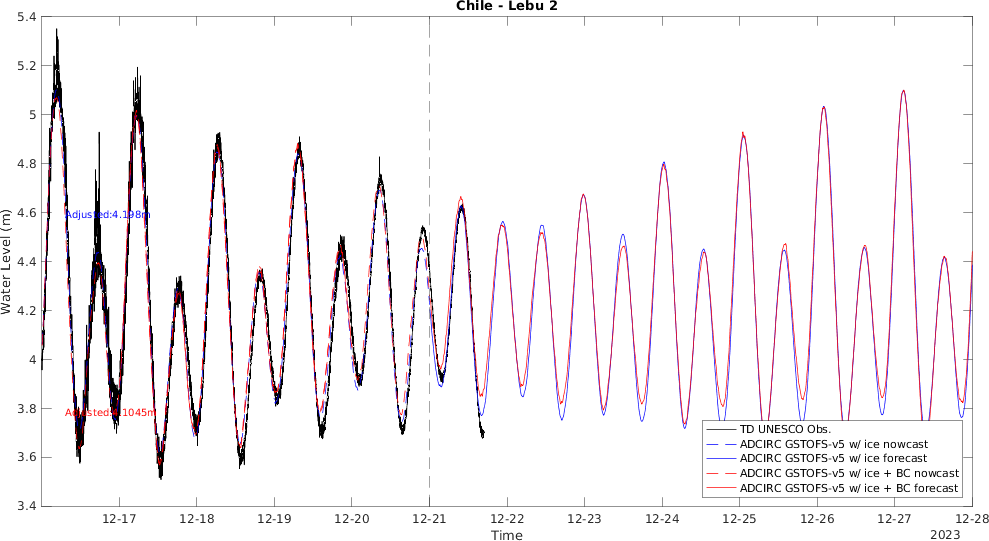 Chile - Lebu 2
5.4
5.2
5
4.8
4.6
4.4
4.2
4
3.8
3.6
3.4
Water Level (m)
Adjusted:4.198m
Adjusted:4.1045m
TD UNESCO Obs.
ADCIRC GSTOFS-v5 w/ ice nowcast
ADCIRC GSTOFS-v5 w/ ice forecast
ADCIRC GSTOFS-v5 w/ ice + BC nowcast
ADCIRC GSTOFS-v5 w/ ice + BC forecast
12-17 12-18 12-19 12-20 12-21 12-22 12-23 12-24 12-25 12-26 12-27 12-28
Time 2023